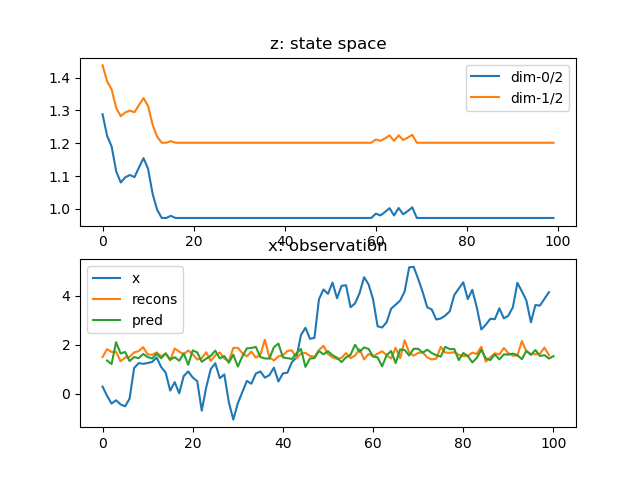 z: state space
1.4
1.3
1.2
1.1
1.0
dim-0/2
dim-1/2
0 20 40 60 80 100
x: observation
4
2
0
x
recons
pred
0 20 40 60 80 100